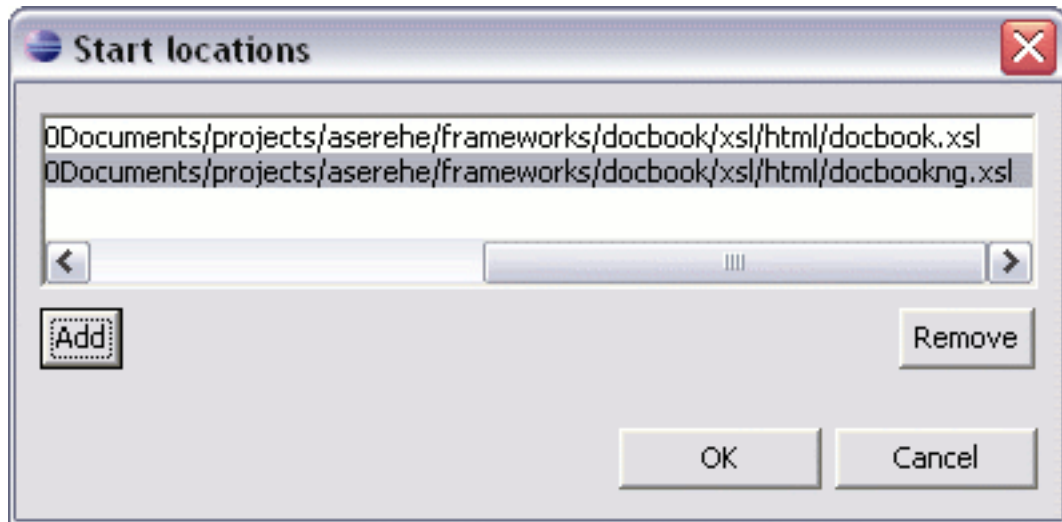 Start locations
0Documents/projects/aserehe/frameworks/docbook/xsl/html/docbook.xsl
0Documents/projects/aserehe/frameworks/docbook/xsl/html/docbookng.xsl
Add
Remove
OK
Cancel